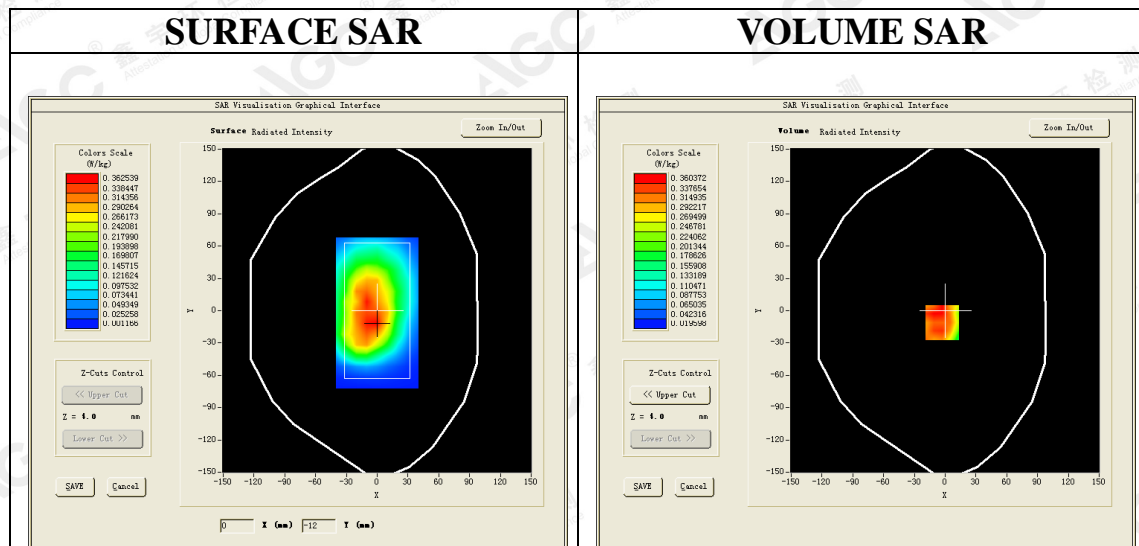 SURFACE SAR
VOLUME SAR
SAR Visualisation Graphical Interface
Surface Radiated Intensity
Zoom In/Out
Colors Scale
(W/kg)
0.362539
0.338447
0.314356
0.290264
0.266173
0.242081
0.217990
0.193898
0.169807
0.145715
0.121624
0.097532
0.073441
0.049349
0.025258
0.001166
Z-Cuts Control
<< Upper Cut
Z = 4.0 mm
Lower Cut >>
SAVE
Cancel
150
120
90
60
30
0
-30
-60
-90
-120
-150
Y
-150 -120 -90 -60 -30 0 30 60 90 120 150
X
0 X (mm) -12 Y (mm)
SAR Visualisation Graphical Interface
Volume Radiated Intensity
Zoom In/Out
Colors Scale
(W/kg)
0.360372
0.337654
0.314935
0.292217
0.269499
0.246781
0.224062
0.201344
0.178626
0.155908
0.133189
0.110471
0.087753
0.065035
0.042316
0.019598
Z-Cuts Control
<< Upper Cut
Z = 4.0 mm
Lower Cut >>
SAVE
Cancel
150
120
90
60
30
0
-30
-60
-90
-120
-150
Y
-150 -120 -90 -60 -30 0 30 60 90 120 150
X